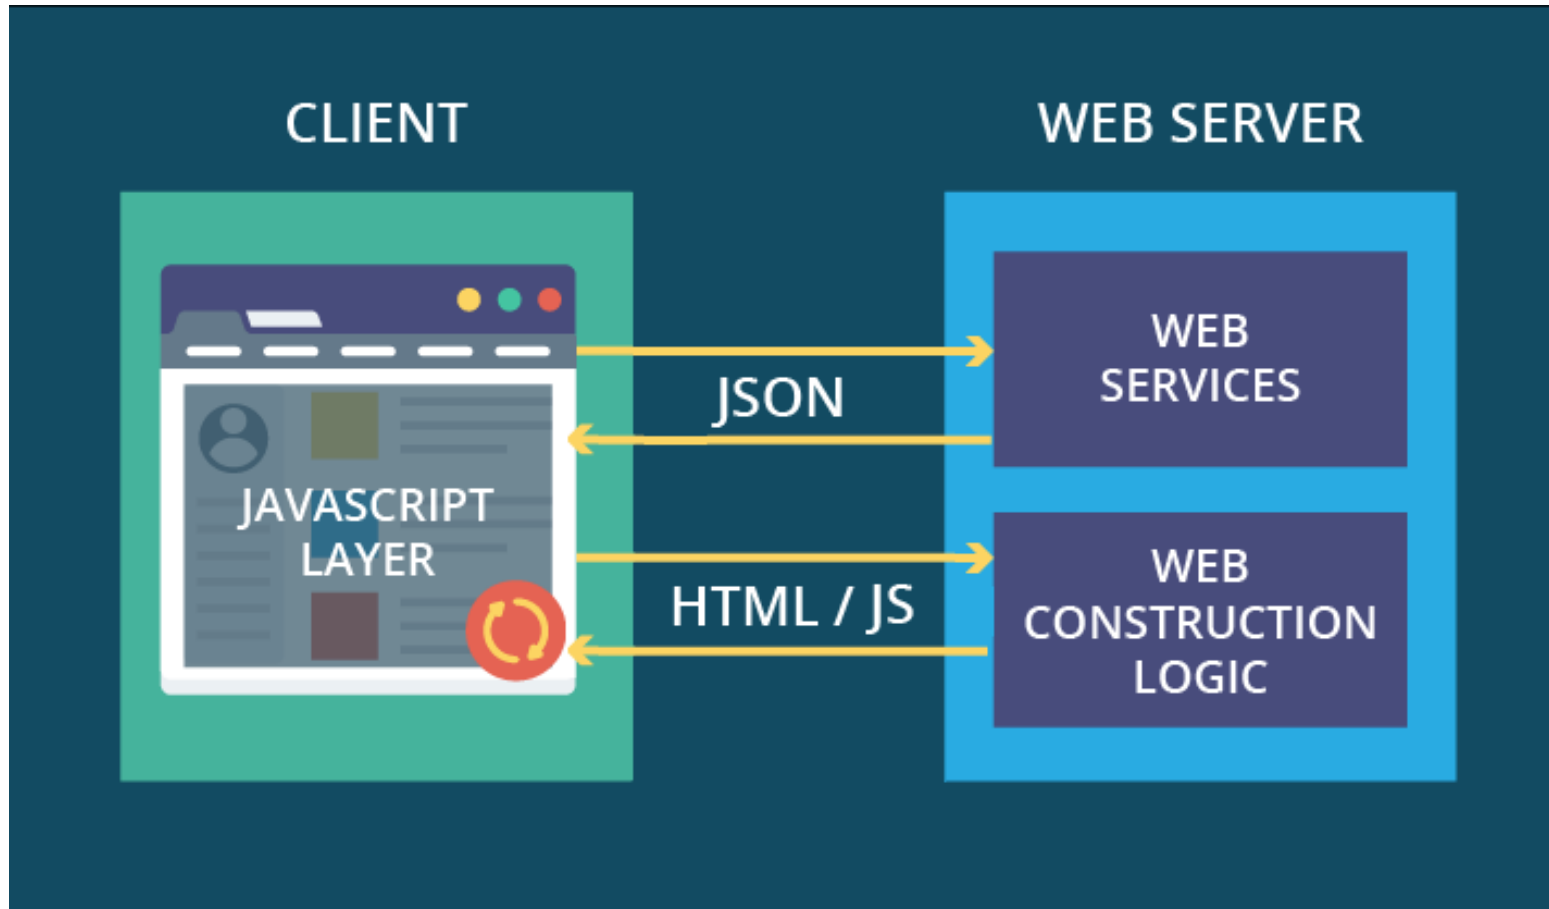 CLIENT
WEB SERVER
JAVASCRIPT
LAYER
JSON
HTML / JS
WEB
SERVICES
WEB
CONSTRUCTION
LOGIC